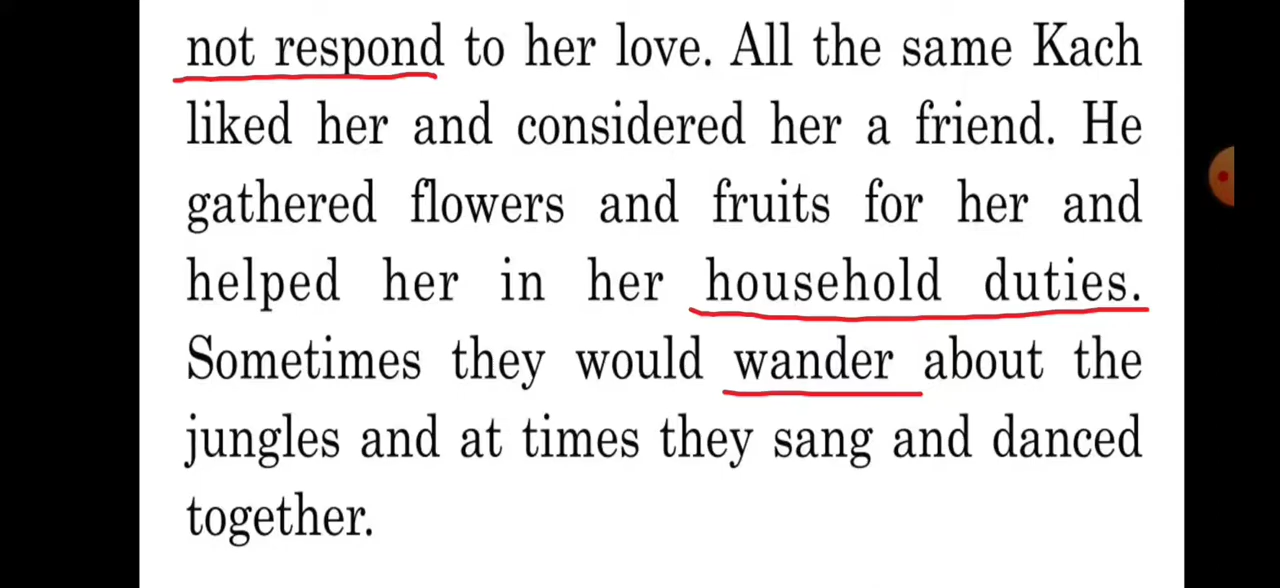 not respond to her love. All the same Kach
liked her and considered her a friend. He
gathered flowers and fruits for her and
helped her in her household duties.
Sometimes they would wander about the
jungles and at times they sang and danced
together.